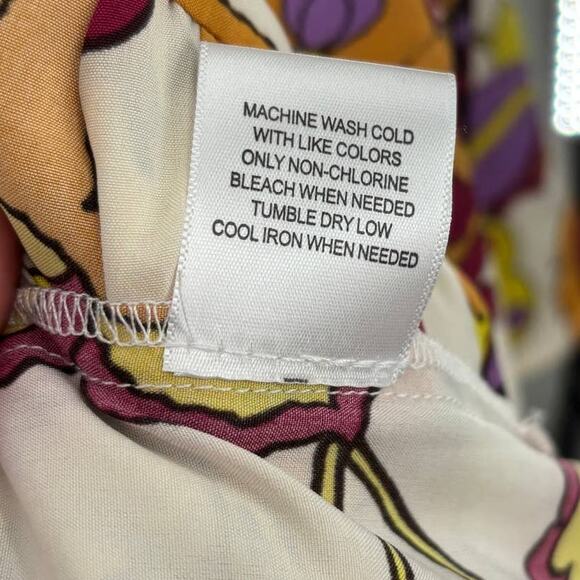 MACHINE WASH COLD
WITH LIKE COLORS
ONLY NON-CHLORINE
BLEACH WHEN NEEDED
TUMBLE DRY LOW
COOL IRON WHEN NEEDED